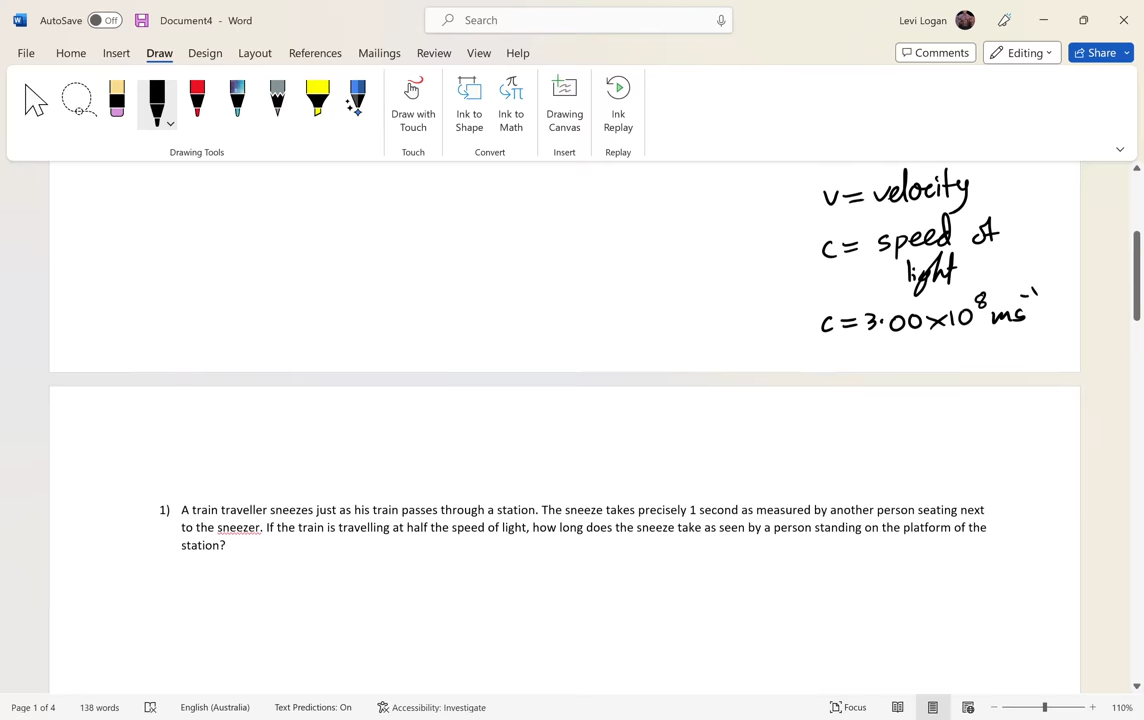 AutoSave Off Document4 - Word Search Levi Logan
File Home Insert Draw Design Layout References Mailings Review View Help Comments Editing Share
Draw with Touch
Ink to Shape
Ink to Math
Drawing Canvas
Ink Replay
Drawing Tools Touch Convert Insert Replay
v = velocity
c = speed of
light
c = 3.00×10⁸ ms⁻¹
1) A train traveller sneezes just as his train passes through a station. The sneeze takes precisely 1 second as measured by another person seating next
to the sneezer. If the train is travelling at half the speed of light, how long does the sneeze take as seen by a person standing on the platform of the
station?
Page 1 of 4 138 words English (Australia) Text Predictions: On Accessibility: Investigate Focus 110%